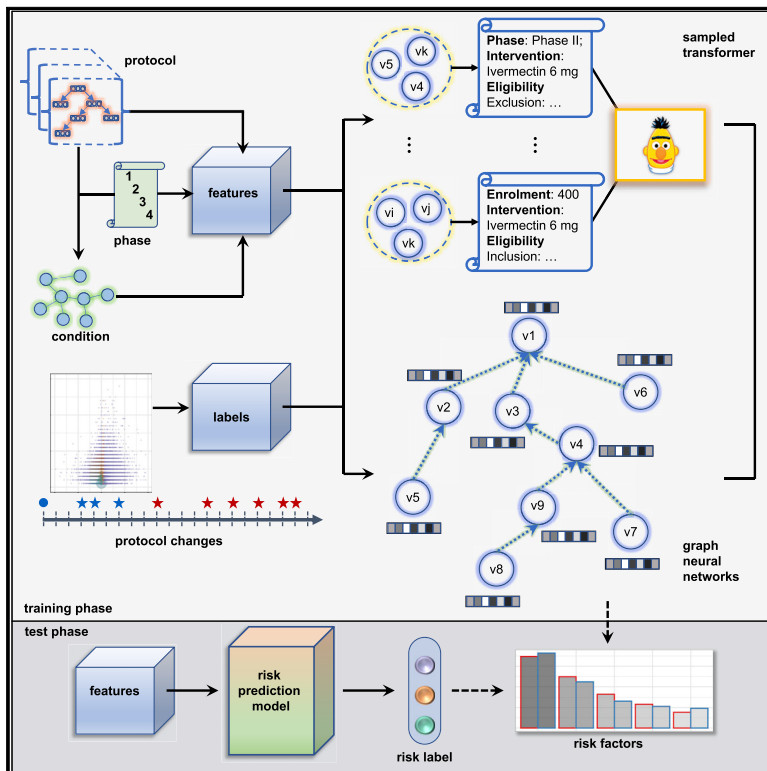 protocol
phase
1
2
3
4
features
condition
labels
protocol changes
training phase
v5
vk
v4
Phase: Phase II;
Intervention:
Ivermectin 6 mg
Eligibility
Exclusion: …
sampled
transformer
vi
vj
vk
Enrolment: 400
Intervention:
Ivermectin 6 mg
Eligibility
Inclusion: …
v1
v2
v3
v6
v4
v5
v9
v7
v8
graph
neural
networks
test phase
features
risk
prediction
model
risk label
risk factors